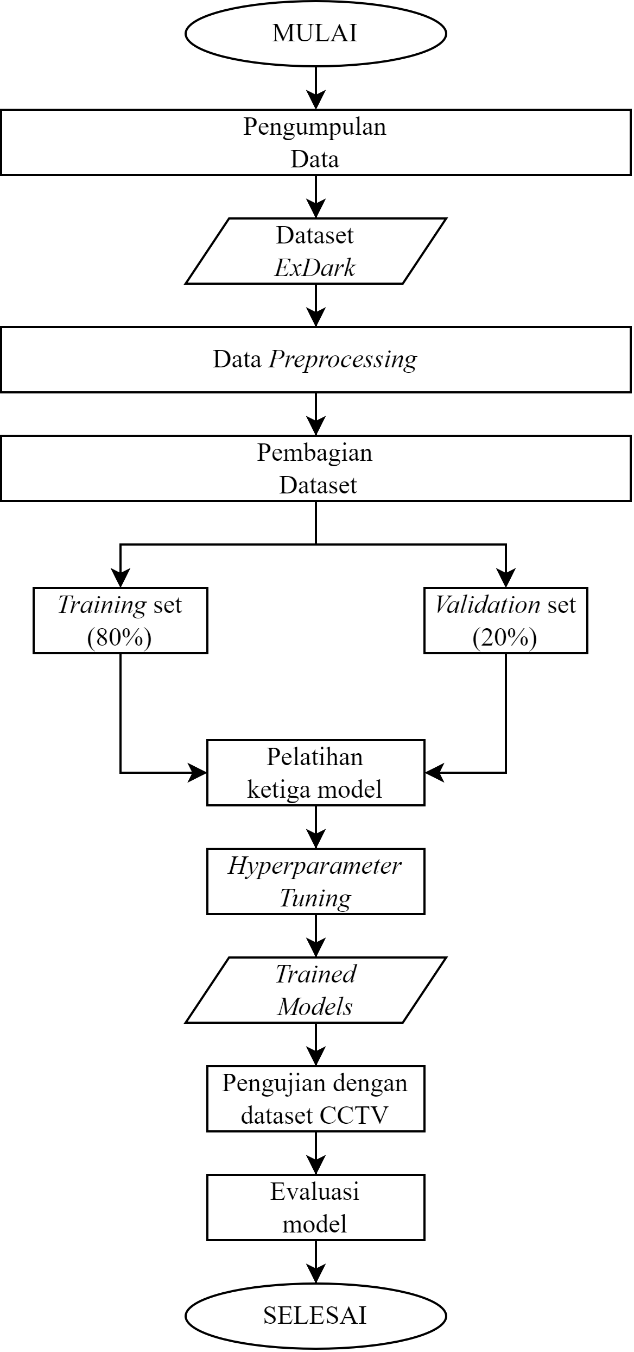 MULAI
Pengumpulan
Data
Dataset
ExDark
Data Preprocessing
Pembagian
Dataset
Training set
(80%)
Validation set
(20%)
Pelatihan
ketiga model
Hyperparameter
Tuning
Trained
Models
Pengujian dengan
dataset CCTV
Evaluasi
model
SELESAI